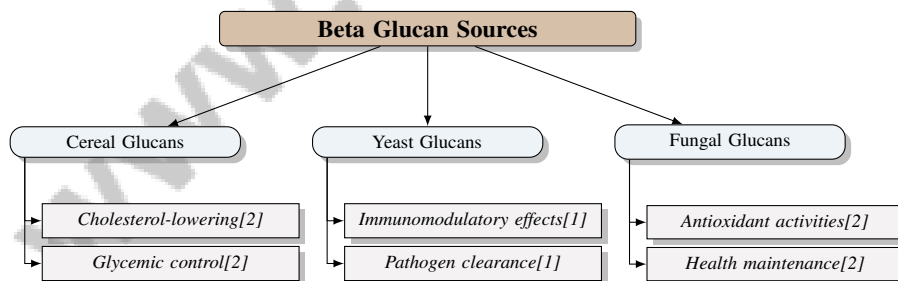 Beta Glucan Sources
Cereal Glucans
Yeast Glucans
Fungal Glucans
Cholesterol-lowering[2]
Glycemic control[2]
Immunomodulatory effects[1]
Pathogen clearance[1]
Antioxidant activities[2]
Health maintenance[2]
www.